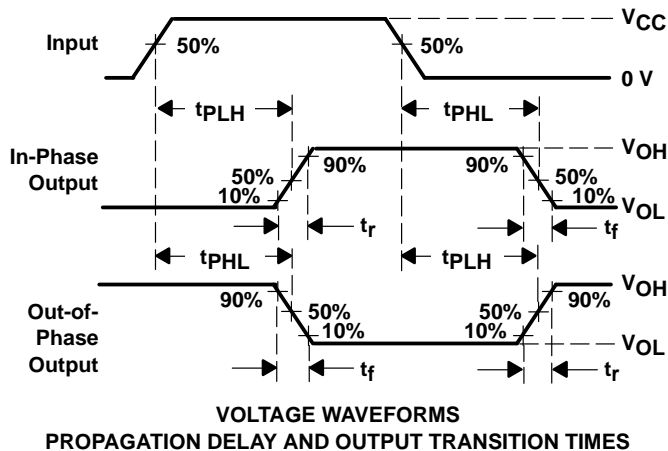 VCC
Input
50%
50%
0 V
tPLH
tPHL
In-Phase
Output
VOH
90%
90%
50%
50%
10%
10%
VOL
tr
tf
tPHL
tPLH
Out-of-
Phase
Output
VOH
90%
90%
50%
50%
10%
10%
VOL
tf
tr
VOLTAGE WAVEFORMS
PROPAGATION DELAY AND OUTPUT TRANSITION TIMES